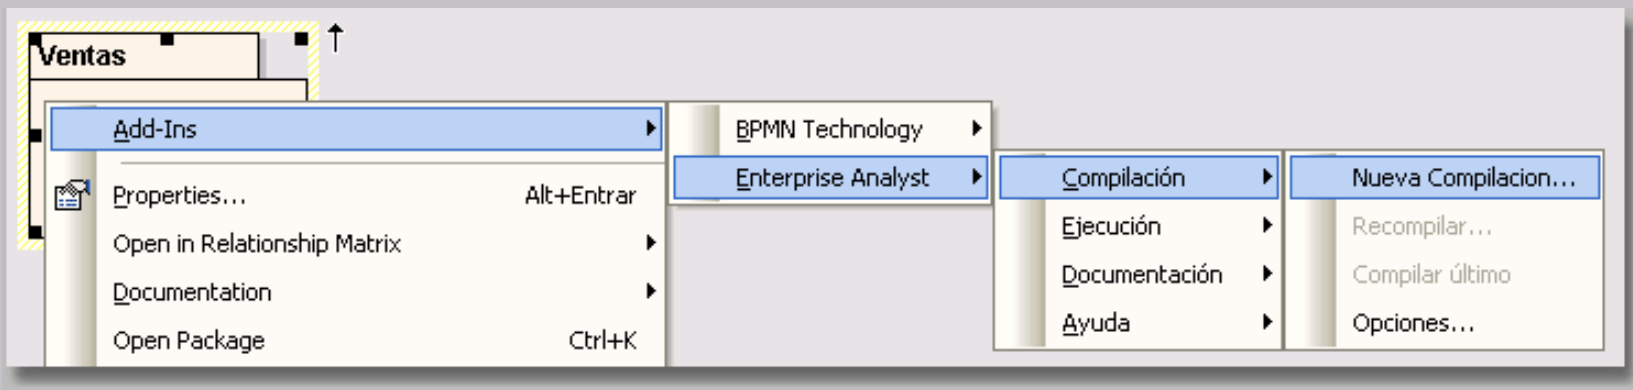 Ventas
Add-Ins
Properties... Alt+Entrar
Open in Relationship Matrix
Documentation
Open Package Ctrl+K
BPMN Technology
Enterprise Analyst
Compilación
Ejecución
Documentación
Ayuda
Nueva Compilacion...
Recompilar...
Compilar último
Opciones...